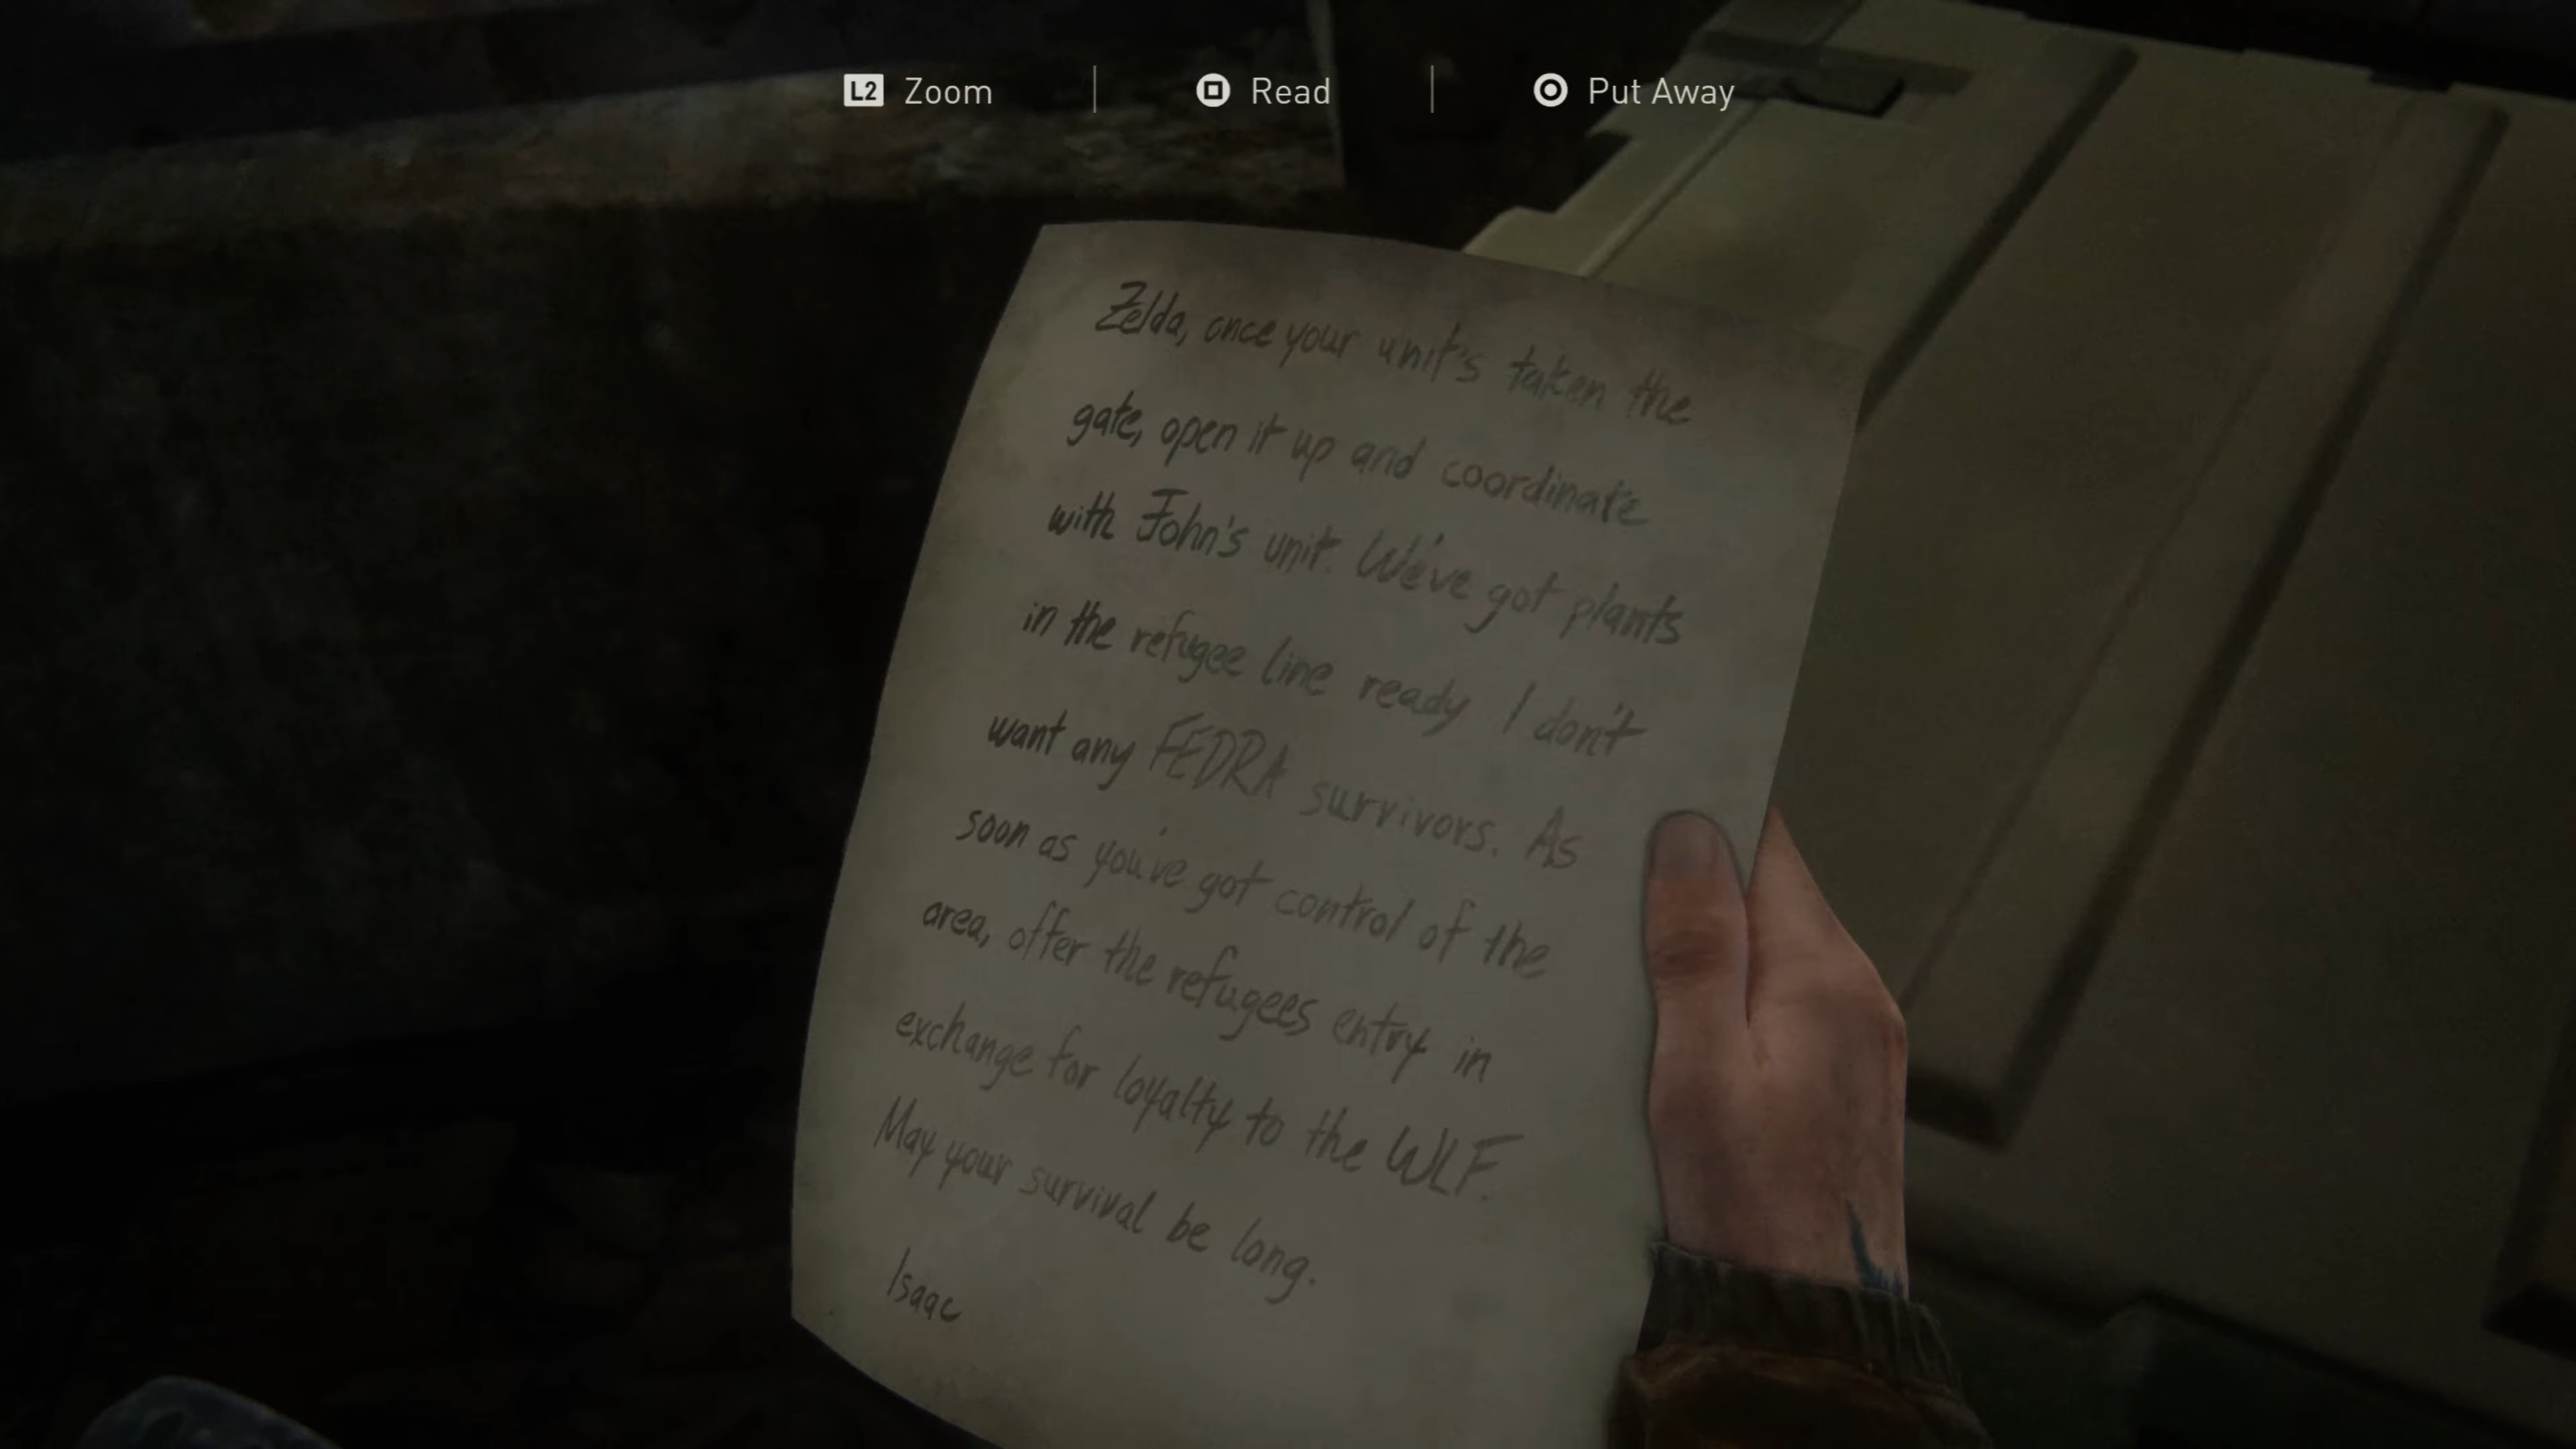 L2 Zoom | Read | Put Away
Zelda, once your unit's taken the
gate, open it up and coordinate
with John's unit. We've got plants
in the refugee line ready I don't
want any FEDRA survivors. As
soon as you've got control of the
area, offer the refugees entry in
exchange for loyalty to the WLF.
May your survival be long.
Isaac